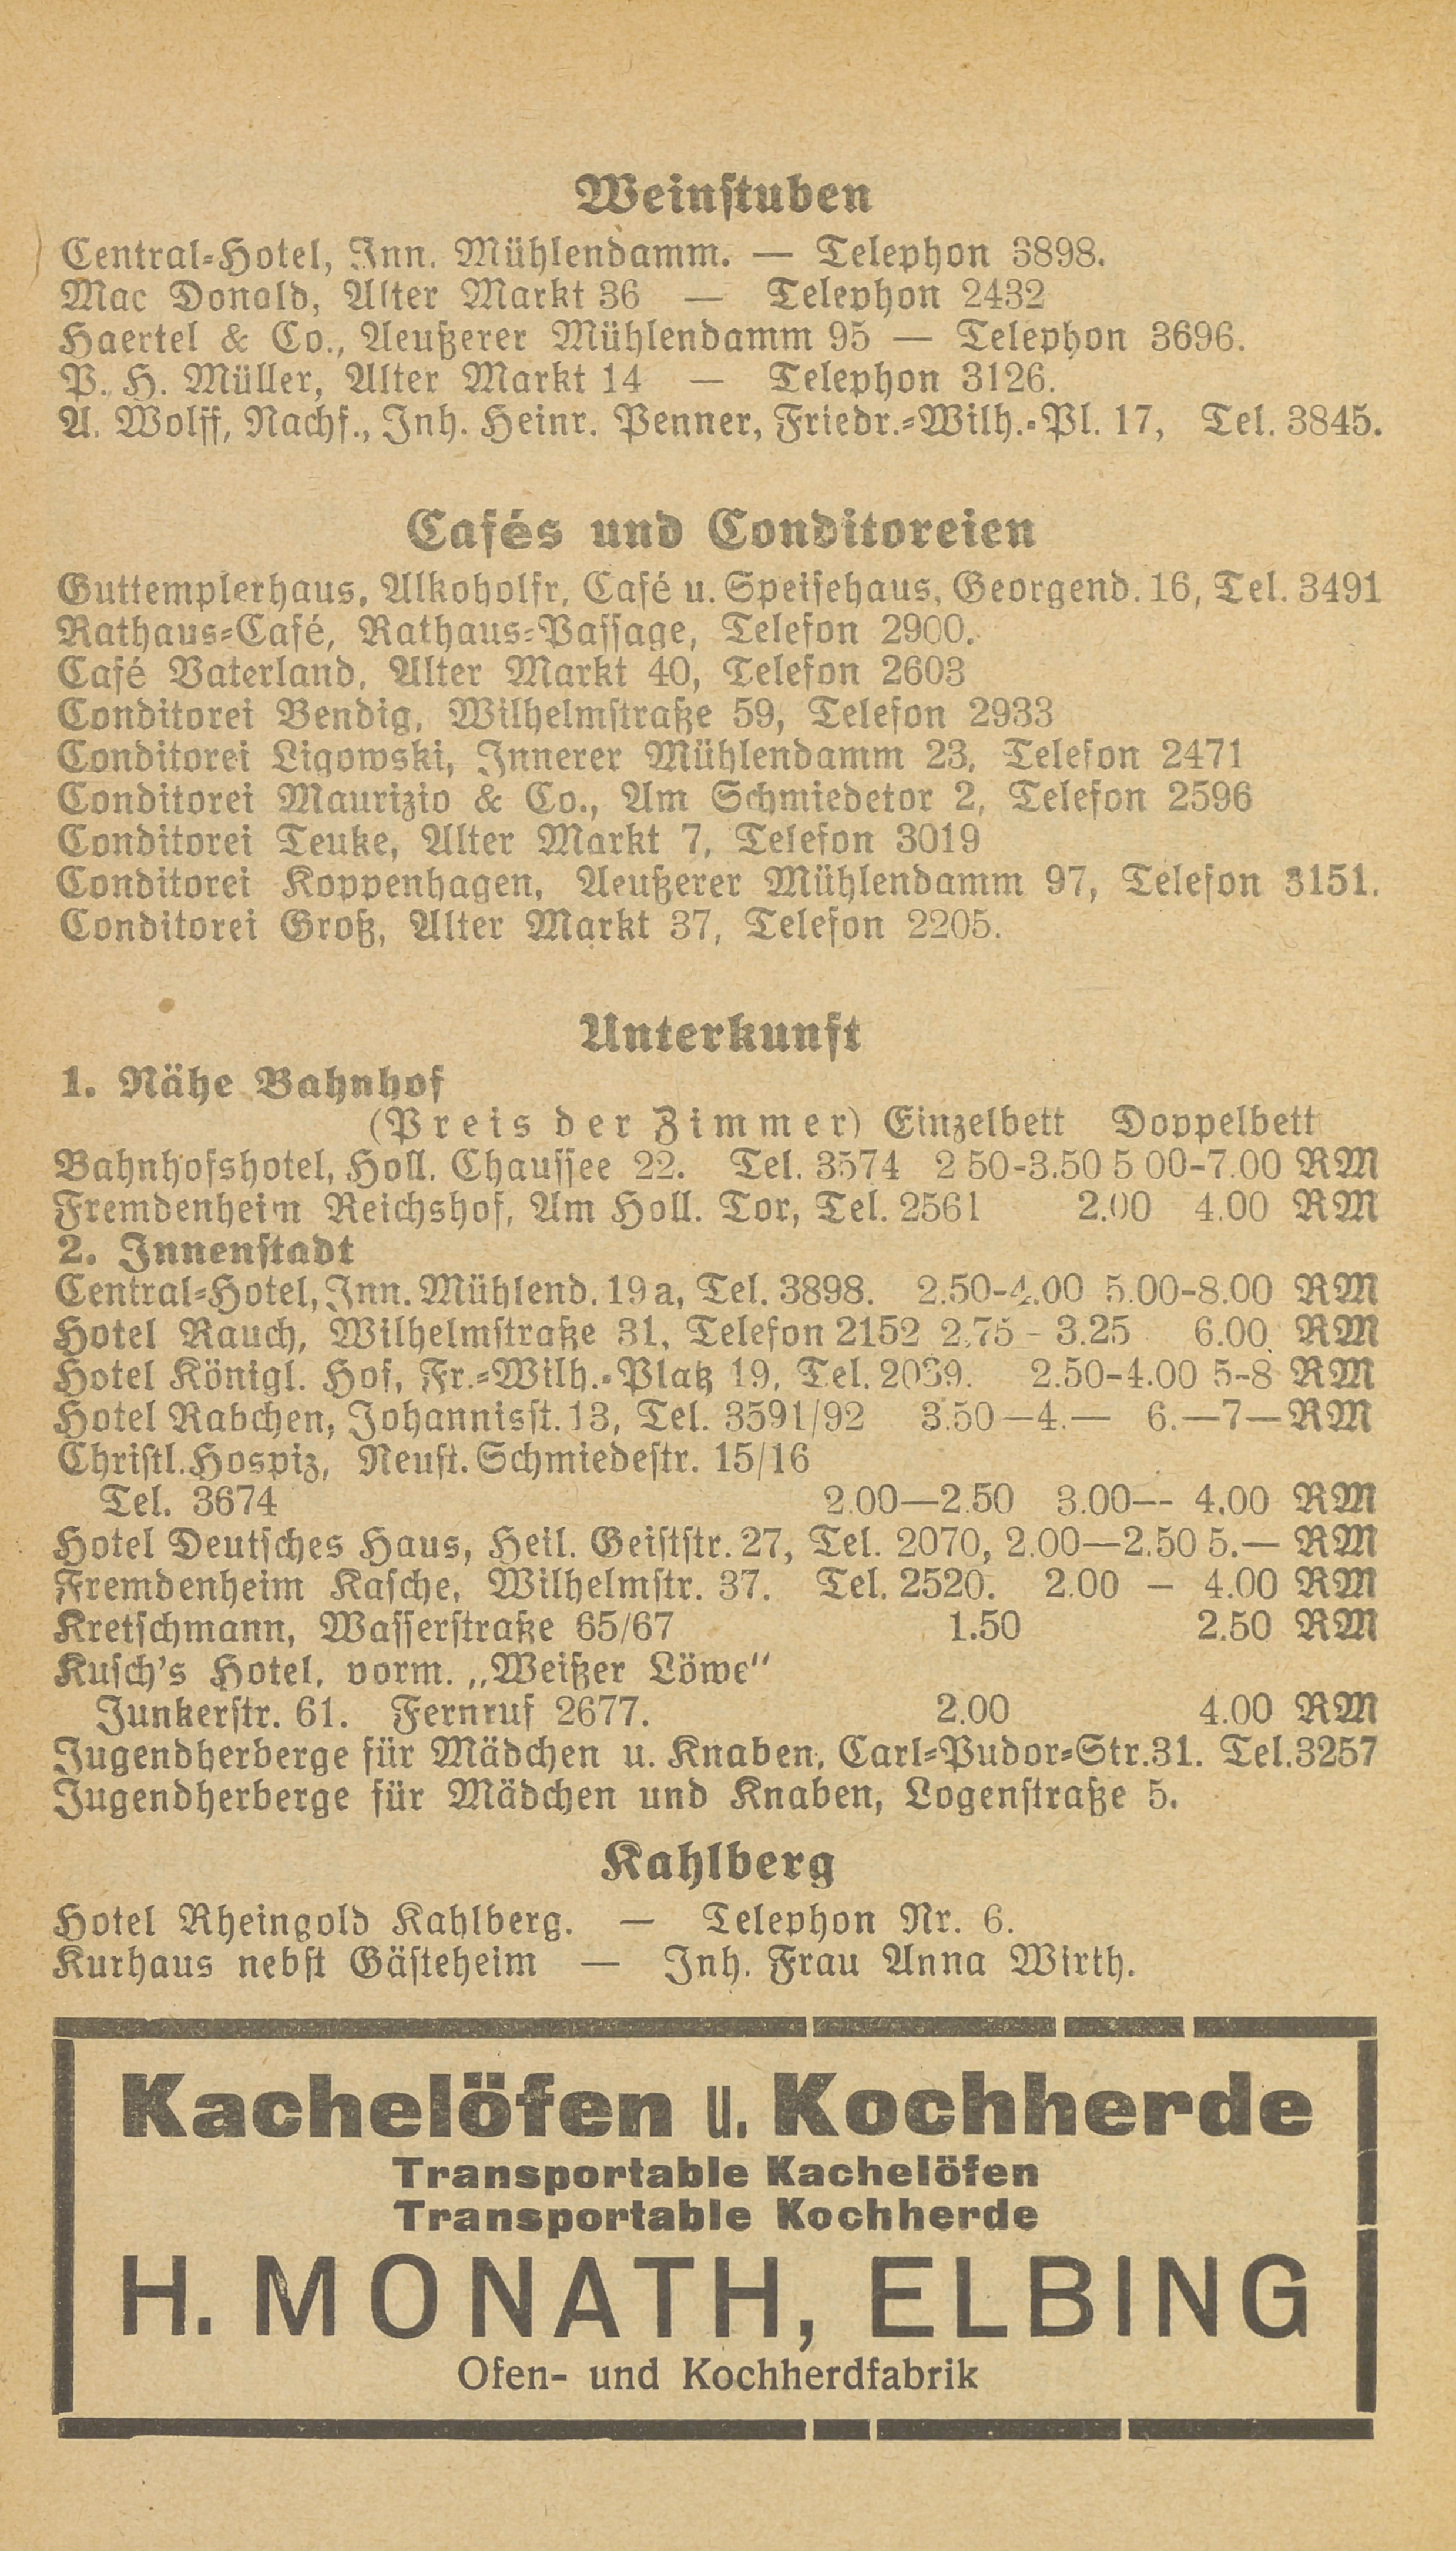 Weinstuben
Central-Hotel, Inn. Mühlendamm. — Telephon 3898.
Mac Donald, Alter Markt 36 — Telephon 2432
Haertel & Co., Aeußerer Mühlendamm 95 — Telephon 3696.
P. H. Müller, Alter Markt 14 — Telephon 3126.
A. Wolff, Nachf., Inh. Heinr. Penner, Friedr.-Wilh.-Pl. 17, Tel. 3845.
Cafés und Conditoreien
Guttemplerhaus, Alkoholfr. Café u. Speisehaus, Georgend. 16, Tel. 3491
Rathaus-Café, Rathaus-Passage, Telefon 2900.
Café Vaterland, Alter Markt 40, Telefon 2603
Conditorei Bendig, Wilhelmstraße 59, Telefon 2933
Conditorei Ligowski, Innerer Mühlendamm 23, Telefon 2471
Conditorei Maurizio & Co., Am Schmiedetor 2, Telefon 2596
Conditorei Teuke, Alter Markt 7, Telefon 3019
Conditorei Koppenhagen, Aeußerer Mühlendamm 97, Telefon 3151.
Conditorei Groß, Alter Markt 37, Telefon 2205.
Unterkunft
1. Nähe Bahnhof
(Preis der Zimmer) Einzelbett Doppelbett
Bahnhofshotel, Holl. Chaussee 22. Tel. 3574 2 50-3.50 5 00-7.00 RM
Fremdenheim Reichshof, Am Holl. Tor, Tel. 2561 2.00 4.00 RM
2. Innenstadt
Central-Hotel, Inn. Mühlend. 19a, Tel. 3898. 2.50-4.00 5.00-8.00 RM
Hotel Rauch, Wilhelmstraße 31, Telefon 2152 2.75 - 3.25 6.00 RM
Hotel Königl. Hof, Fr.-Wilh.-Platz 19, Tel. 2039. 2.50-4.00 5-8 RM
Hotel Rabchen, Johannisst. 13, Tel. 3591/92 3.50—4.— 6.—7— RM
Christl. Hospiz, Neust. Schmiedestr. 15/16
Tel. 3674 2.00—2.50 3.00-- 4.00 RM
Hotel Deutsches Haus, Heil. Geiststr. 27, Tel. 2070, 2.00—2.50 5.— RM
Fremdenheim Kasche, Wilhelmstr. 37. Tel. 2520. 2.00 — 4.00 RM
Kretschmann, Wasserstraße 65/67 1.50 2.50 RM
Kusch's Hotel, vorm. „Weißer Löwe“
Junkerstr. 61. Fernruf 2677. 2.00 4.00 RM
Jugendherberge für Mädchen u. Knaben, Carl-Pudor-Str. 31. Tel. 3257
Jugendherberge für Mädchen und Knaben, Logenstraße 5.
Kahlberg
Hotel Rheingold Kahlberg. — Telephon Nr. 6.
Kurhaus nebst Gästeheim — Inh. Frau Anna Wirth.
Kachelöfen u. Kochherde
Transportable Kachelöfen
Transportable Kochherde
H. MONATH, ELBING
Ofen- und Kochherdfabrik